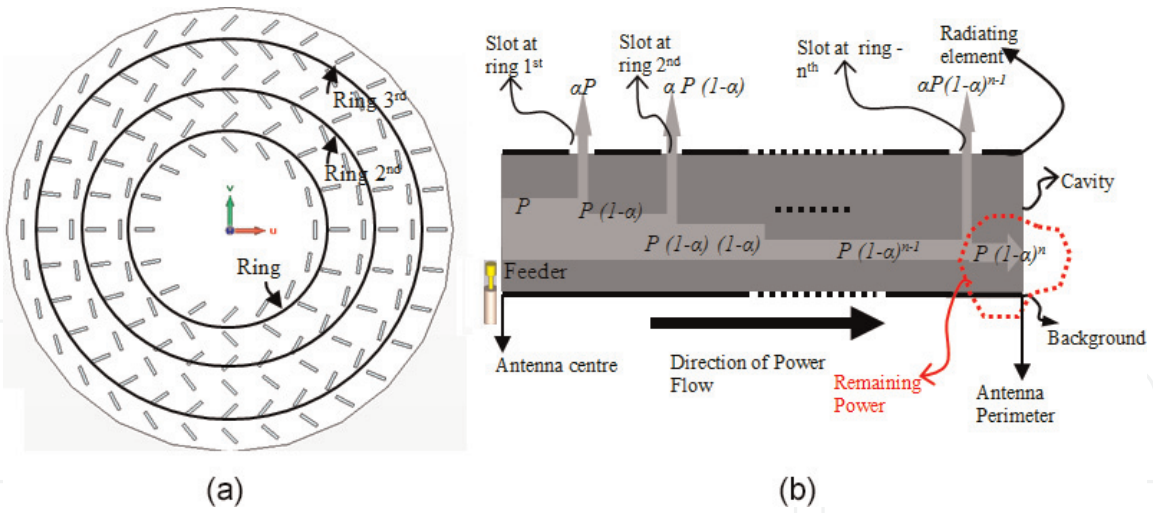 v
u
Ring 3rd
Ring 2nd
Ring
(a)
Slot at
ring 1st
Slot at
ring 2nd
Slot at ring -
nth
Radiating
element
αP
α P (1-α)
αP(1-α)n-1
Cavity
P
P (1-α)
P (1-α) (1-α)
P (1-α)n-1
P (1-α)n
Feeder
Background
Antenna centre
Direction of Power
Flow
Remaining
Power
Antenna
Perimeter
(b)